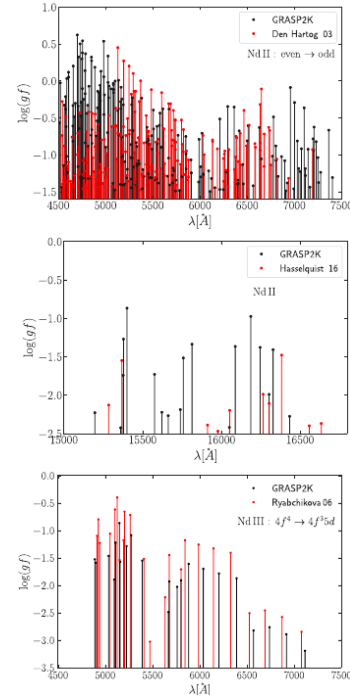 1.0
GRASP2K
Den Hartog 03
0.5
Nd II : even → odd
0.0
log(gf)
−0.5
−1.0
−1.5
4500 5000 5500 6000 6500 7000 7500
λ[Å]
0.0
GRASP2K
Hasselquist 16
−0.5
Nd II
−1.0
log(gf)
−1.5
−2.0
−2.5
15000 15500 16000 16500
λ[Å]
0.0
GRASP2K
Ryabchikova 06
−0.5
Nd III : 4f⁴ → 4f³5d
−1.0
−1.5
log(gf)
−2.0
−2.5
−3.0
−3.5
4500 5000 5500 6000 6500 7000 7500
λ[Å]